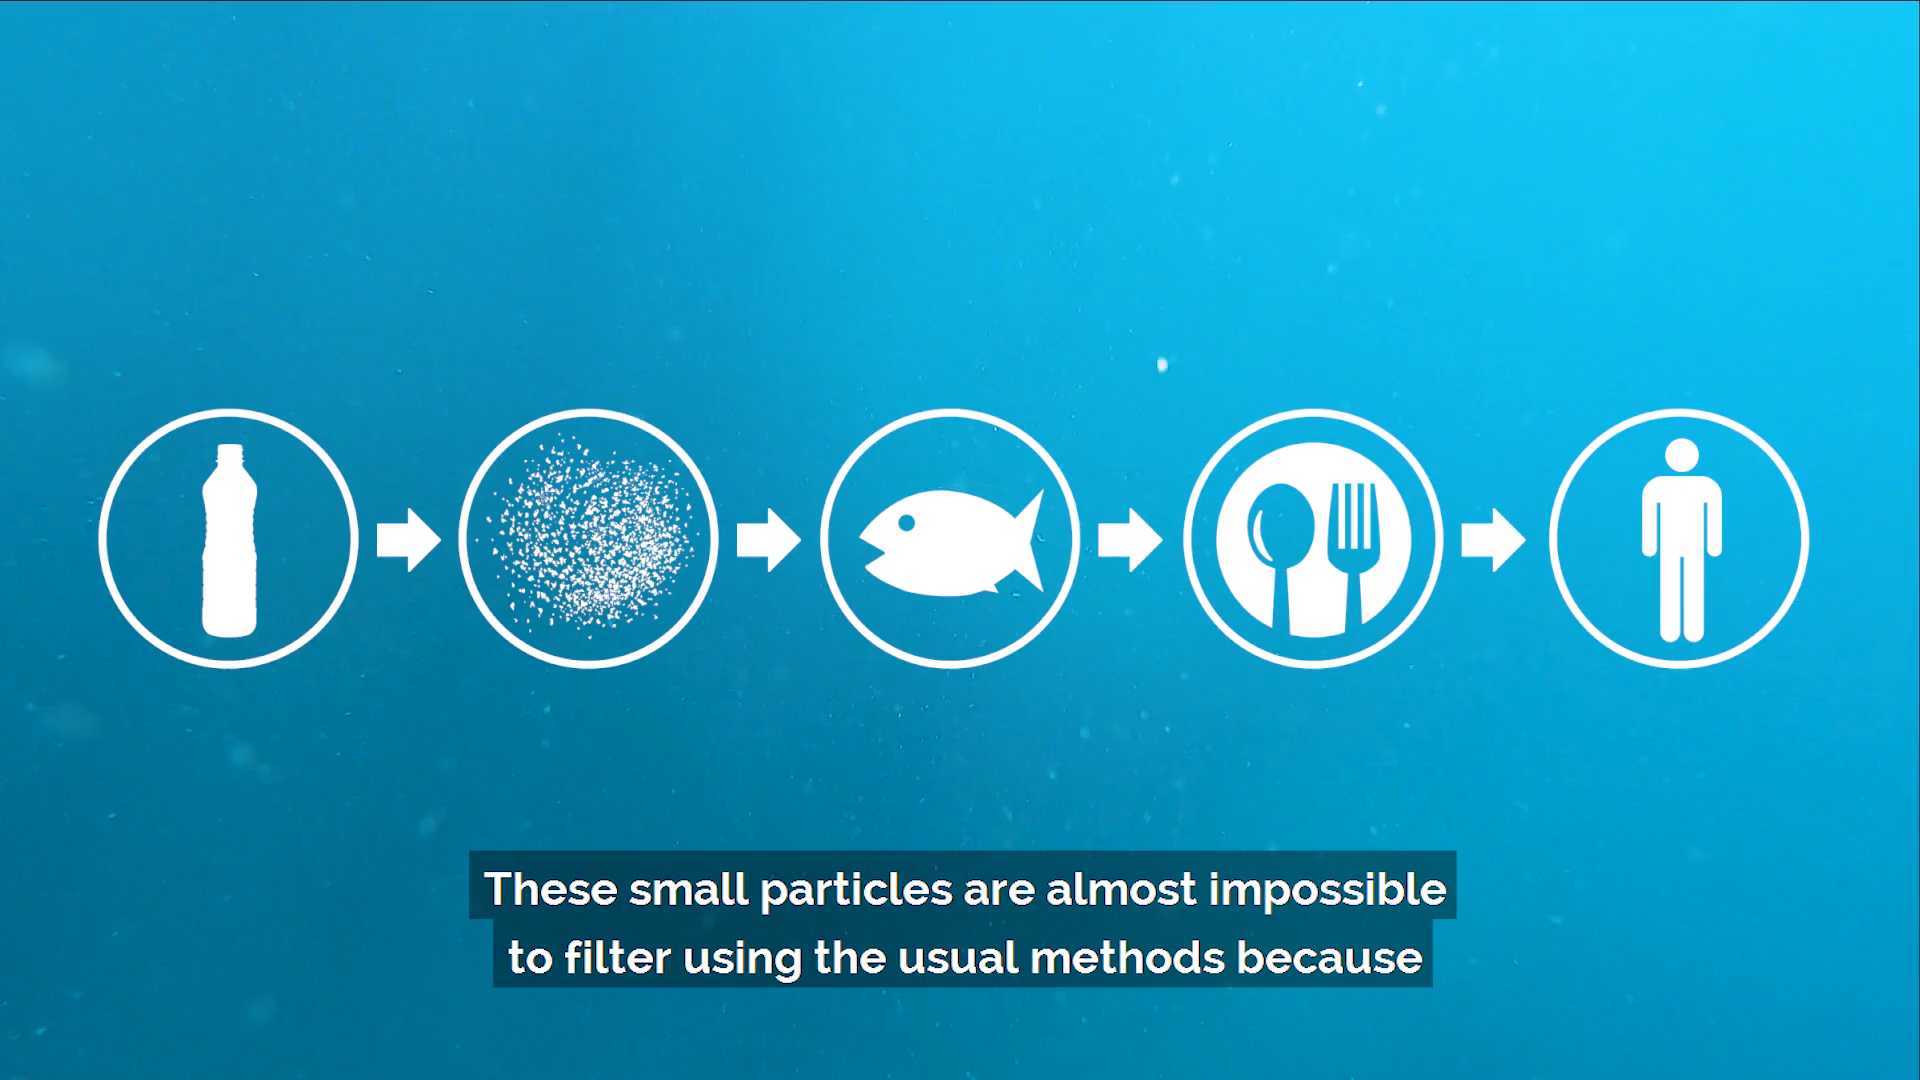 These small particles are almost impossible
to filter using the usual methods because